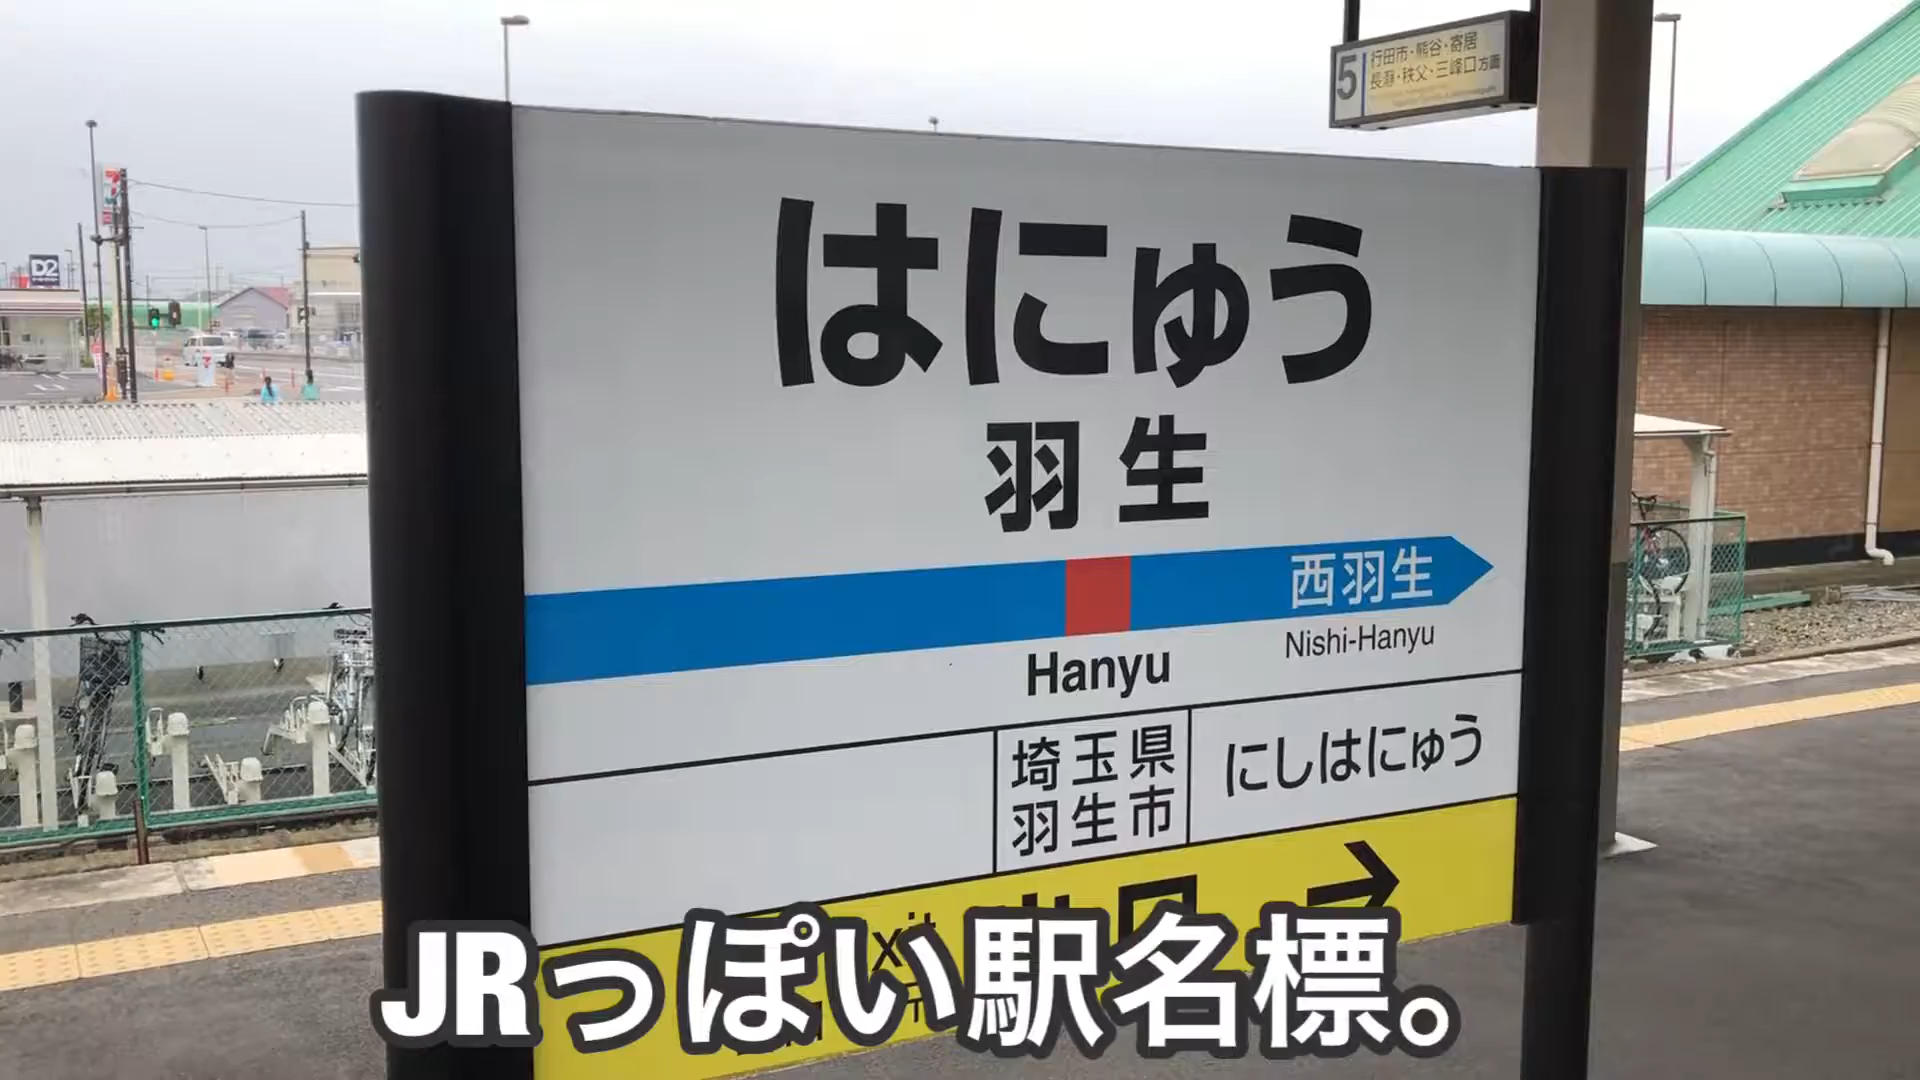 5
行田市・熊谷・寄居
長瀞・秩父・三峰口方面
7
D2
はにゅう
羽生
西羽生
Hanyu
Nishi-Hanyu
埼玉県
羽生市
にしはにゅう
→
JRっぽい駅名標。